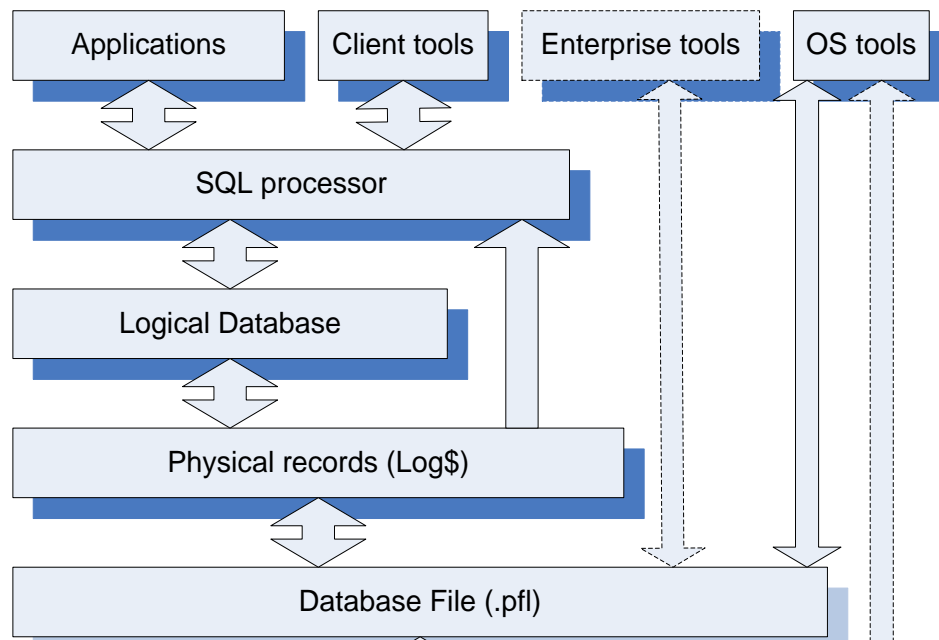 Applications
Client tools
Enterprise tools
OS tools
SQL processor
Logical Database
Physical records (Log$)
Database File (.pfl)